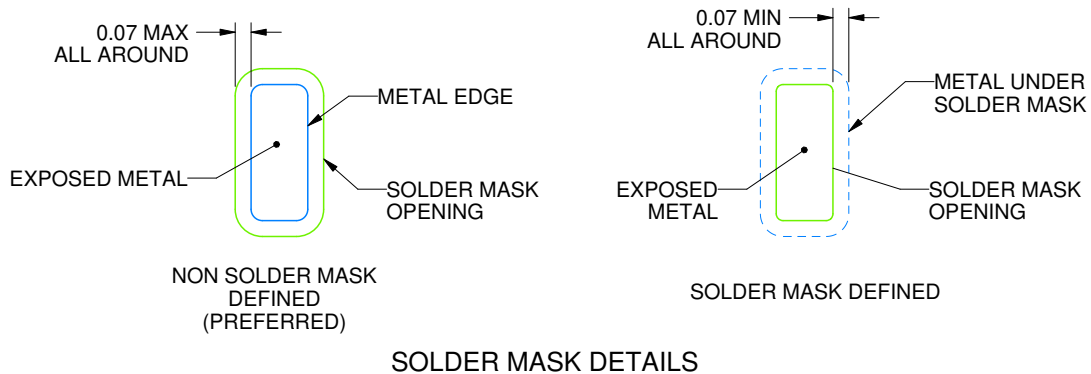 0.07 MAX
ALL AROUND
METAL EDGE
EXPOSED METAL
SOLDER MASK
OPENING
NON SOLDER MASK
DEFINED
(PREFERRED)
0.07 MIN
ALL AROUND
METAL UNDER
SOLDER MASK
EXPOSED
METAL
SOLDER MASK
OPENING
SOLDER MASK DEFINED
SOLDER MASK DETAILS